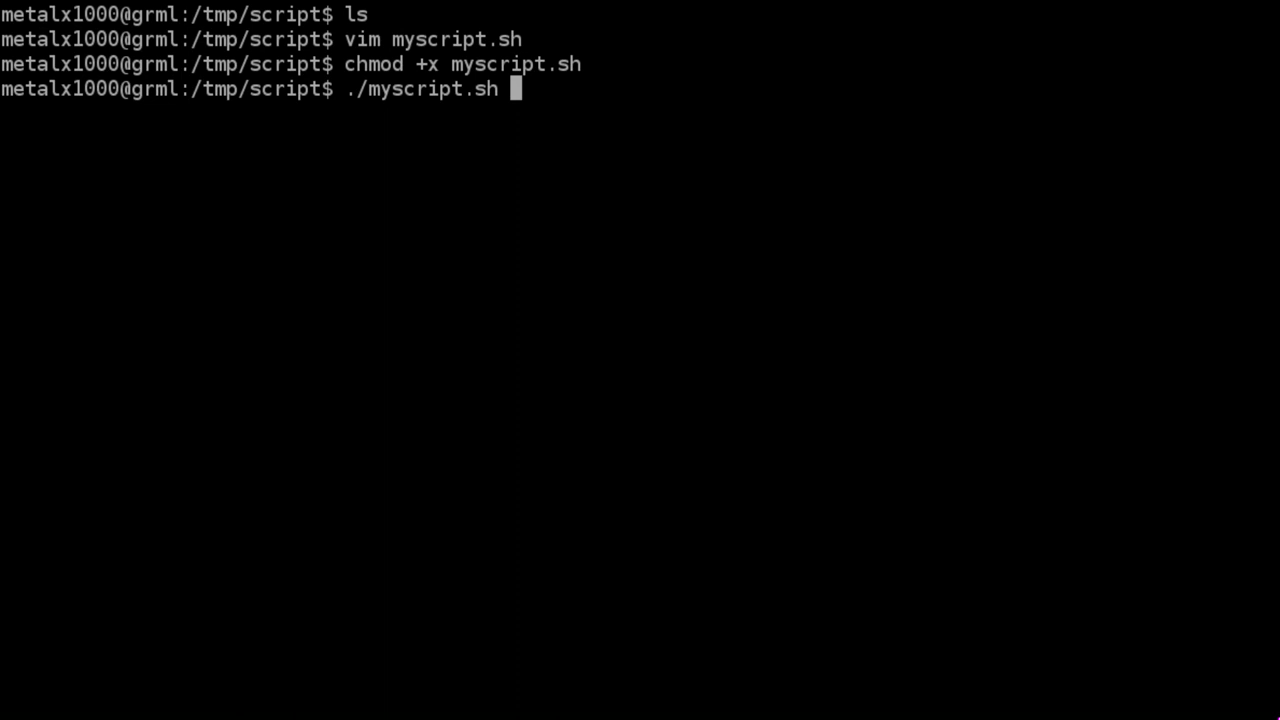 metalx1000@grml:/tmp/script$ ls
metalx1000@grml:/tmp/script$ vim myscript.sh
metalx1000@grml:/tmp/script$ chmod +x myscript.sh
metalx1000@grml:/tmp/script$ ./myscript.sh